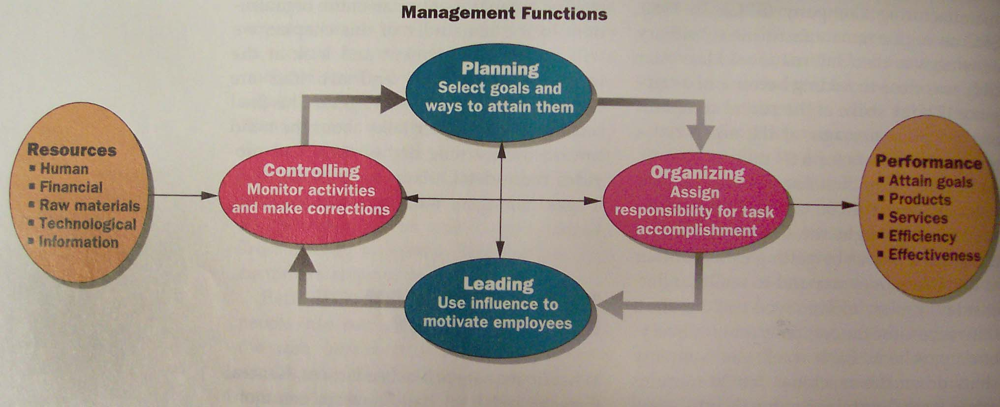 Management Functions
Planning
Select goals and
ways to attain them
Resources
▪ Human
▪ Financial
▪ Raw materials
▪ Technological
▪ Information
Controlling
Monitor activities
and make corrections
Organizing
Assign
responsibility for task
accomplishment
Performance
▪ Attain goals
▪ Products
▪ Services
▪ Efficiency
▪ Effectiveness
Leading
Use influence to
motivate employees